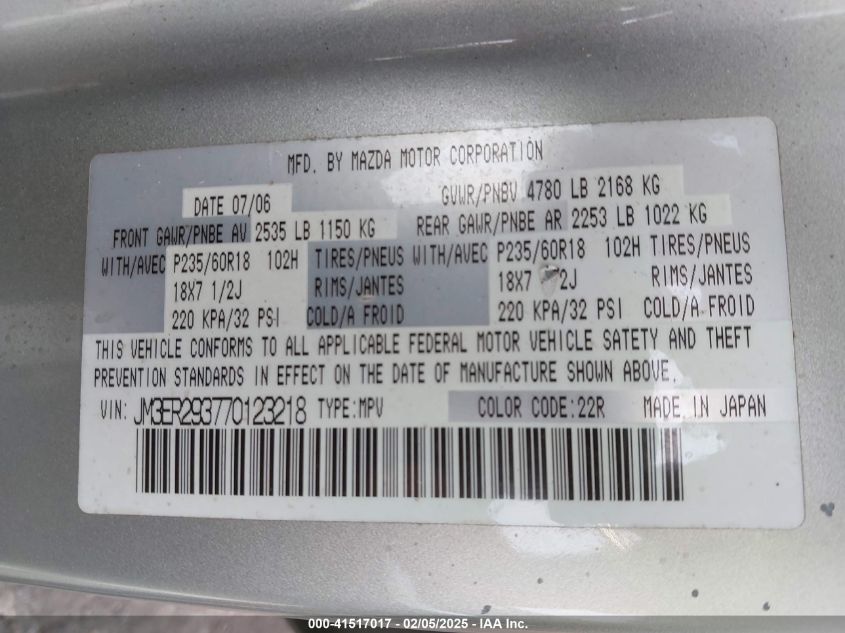 MFD. BY MAZDA MOTOR CORPORATION
DATE 07/06 GVWR/PNBV 4780 LB 2168 KG
FRONT GAWR/PNBE AV 2535 LB 1150 KG REAR GAWR/PNBE AR 2253 LB 1022 KG
WITH/AVEC P235/60R18 102H TIRES/PNEUS WITH/AVEC P235/60R18 102H TIRES/PNEUS
18X7 1/2J RIMS/JANTES 18X7 /2J RIMS/JANTES
220 KPA/32 PSI COLD/A FROID 220 KPA/32 PSI COLD/A FROID
THIS VEHICLE CONFORMS TO ALL APPLICABLE FEDERAL MOTOR VEHICLE SAFETY AND THEFT
PREVENTION STANDARDS IN EFFECT ON THE DATE OF MANUFACTURE SHOWN ABOVE.
VIN: JM3ER293770123218 TYPE:MPV COLOR CODE:22R MADE IN JAPAN
000-41517017 - 02/05/2025 - IAA Inc.